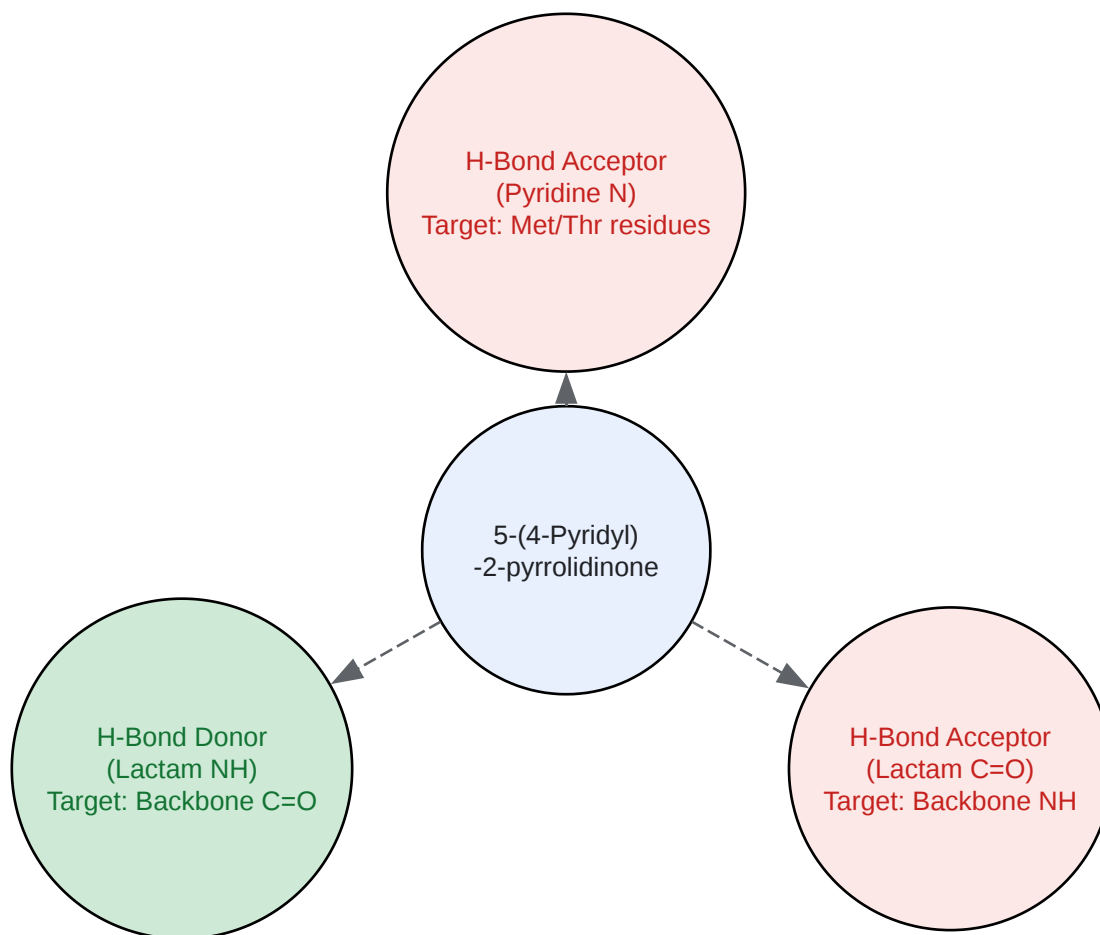 H-Bond Acceptor
(Pyridine N)
Target: Met/Thr residues
5-(4-Pyridyl)
-2-pyrrolidinone
H-Bond Donor
(Lactam NH)
Target: Backbone C=O
H-Bond Acceptor
(Lactam C=O)
Target: Backbone NH